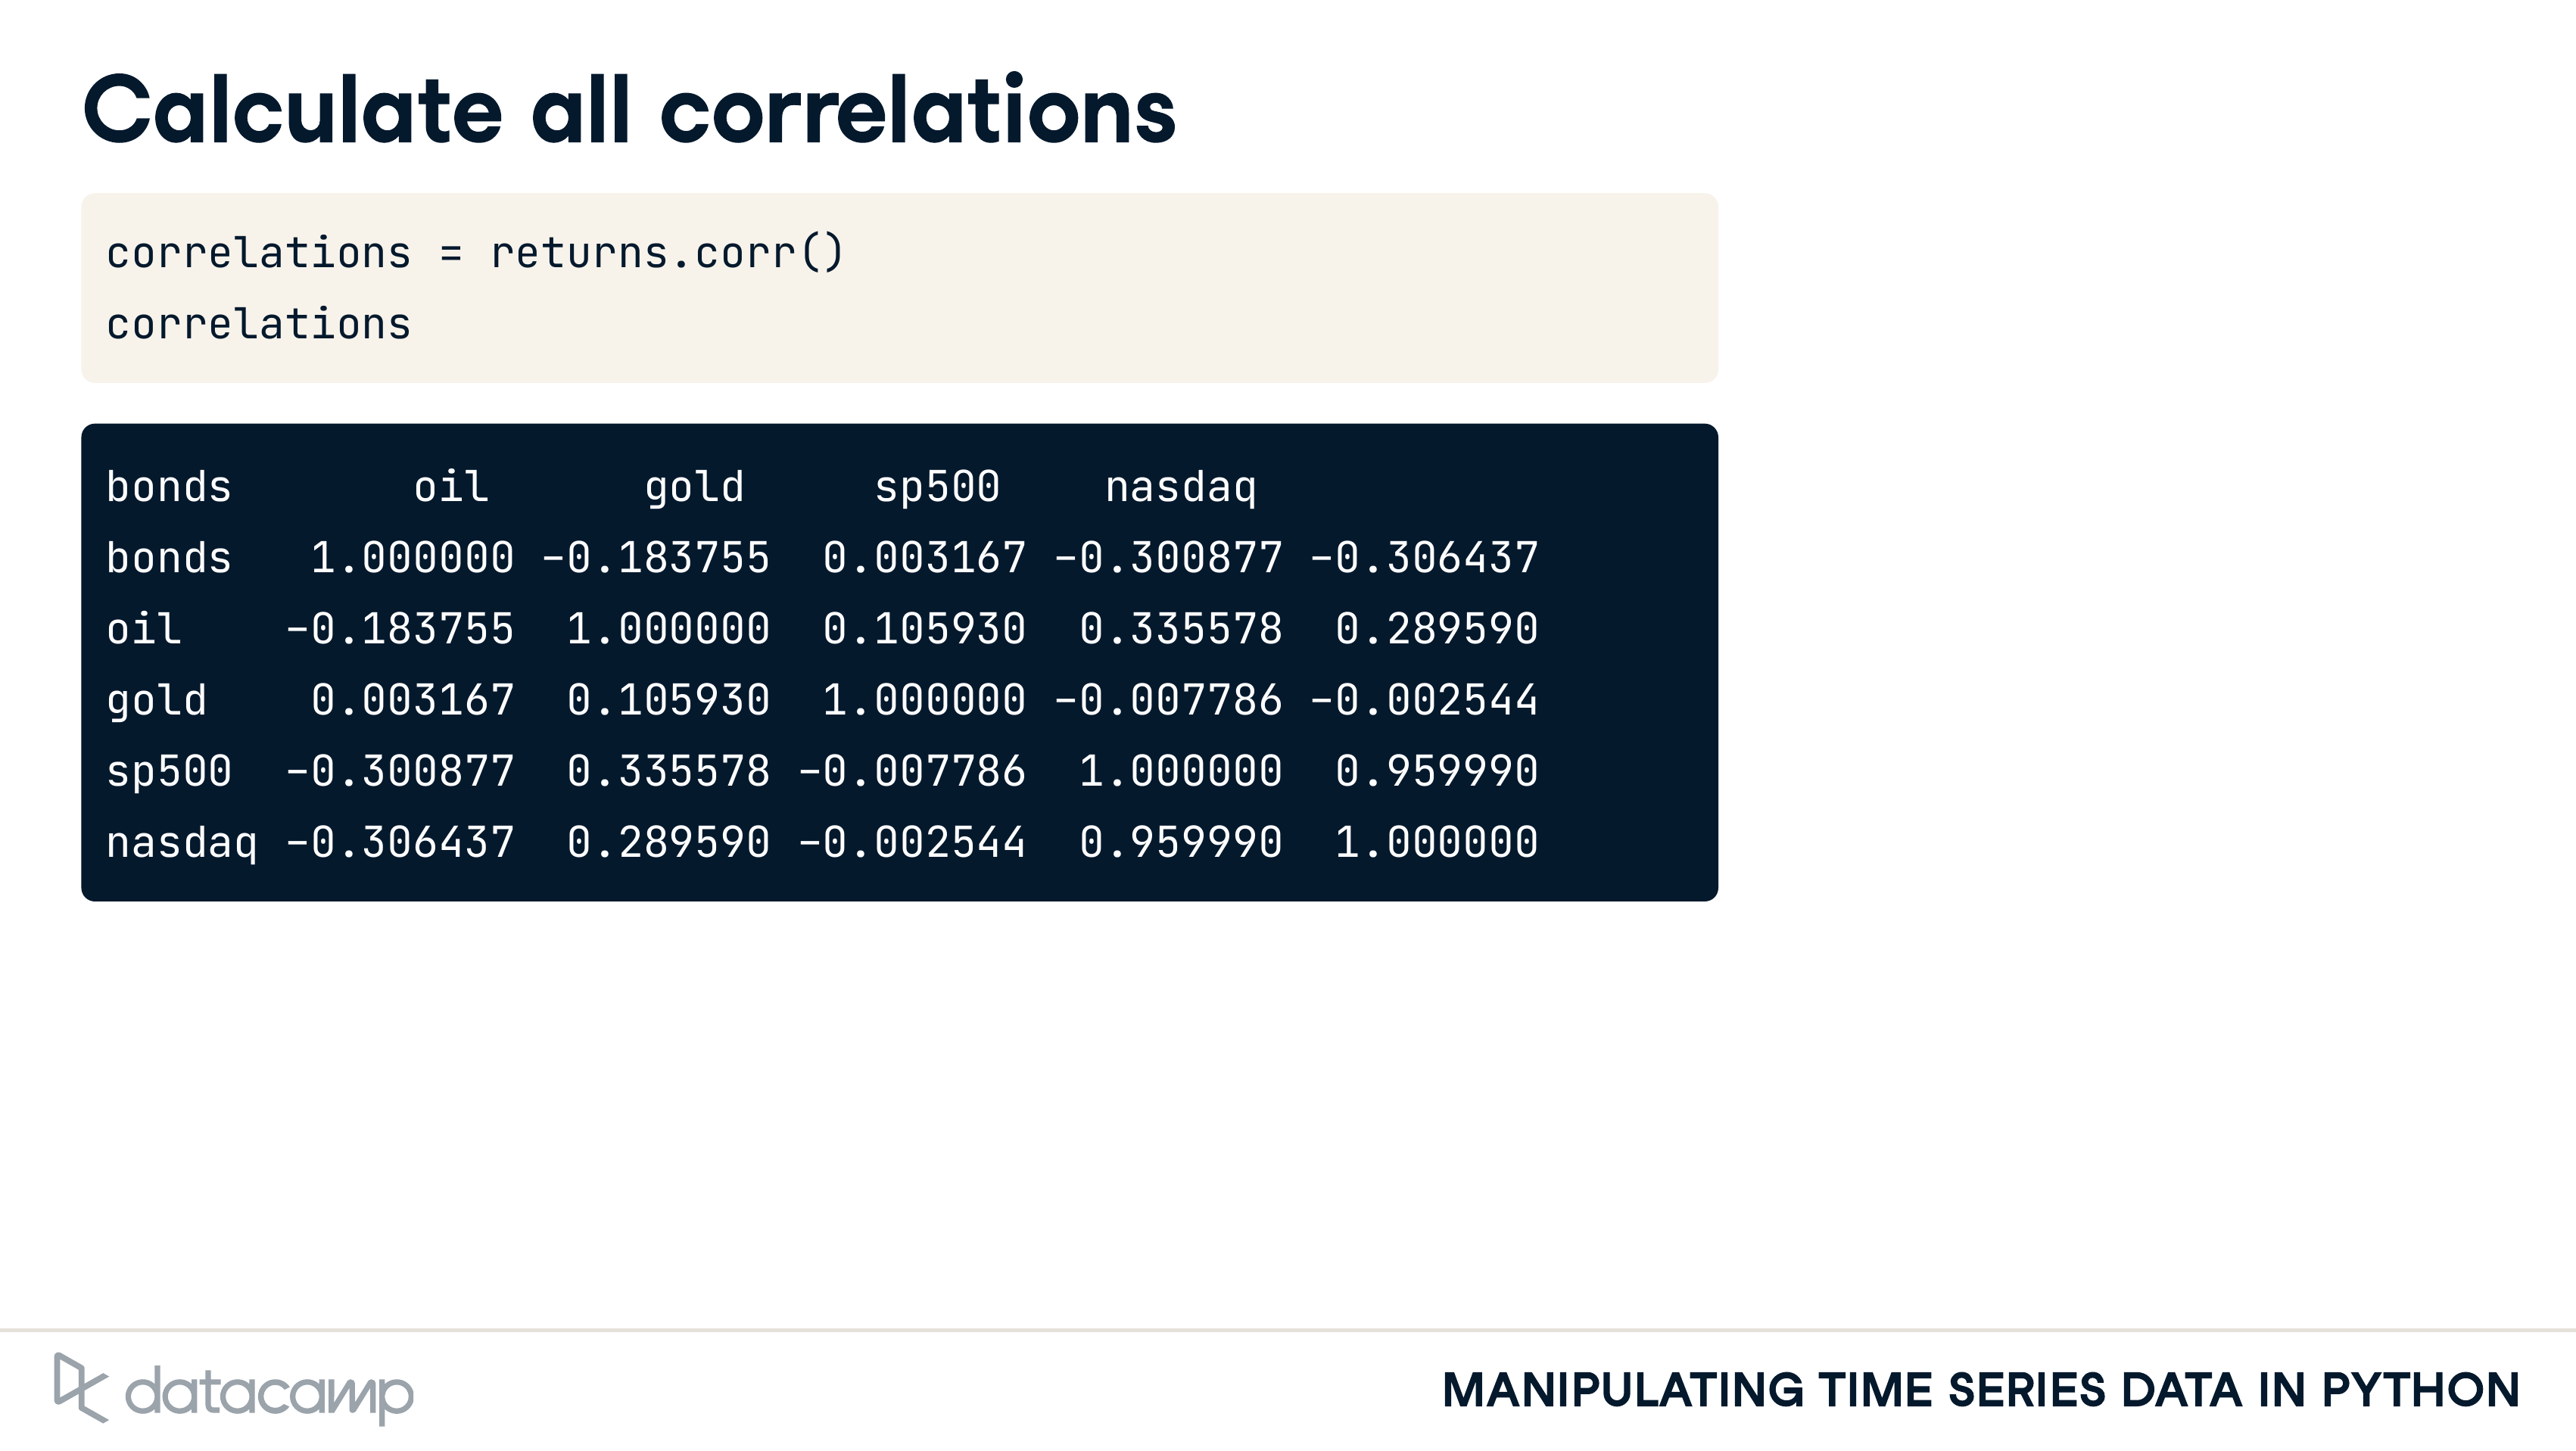 Calculate all correlations
correlations = returns.corr()
correlations
bonds       oil      gold     sp500    nasdaq
bonds   1.000000 -0.183755  0.003167 -0.300877 -0.306437
oil    -0.183755  1.000000  0.105930  0.335578  0.289590
gold    0.003167  0.105930  1.000000 -0.007786 -0.002544
sp500  -0.300877  0.335578 -0.007786  1.000000  0.959990
nasdaq -0.306437  0.289590 -0.002544  0.959990  1.000000
datacamp
MANIPULATING TIME SERIES DATA IN PYTHON